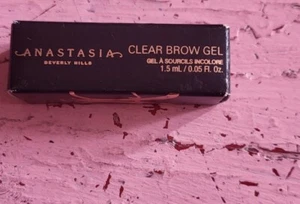 ANASTASIA
BEVERLY HILLS
CLEAR BROW GEL
GEL À SOURCILS INCOLORE
1.5 mL / 0.05 Fl. Oz.